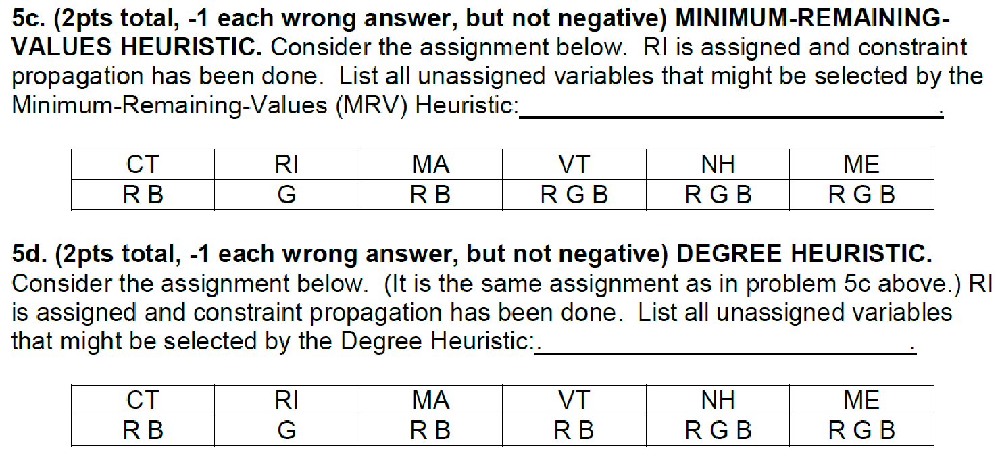 5c. (2pts total, -1 each wrong answer, but not negative) MINIMUM-REMAINING-
VALUES HEURISTIC. Consider the assignment below.  RI is assigned and constraint
propagation has been done.  List all unassigned variables that might be selected by the
Minimum-Remaining-Values (MRV) Heuristic:______________________________.
CT RI MA VT NH ME
R B G R B R G B R G B R G B
5d. (2pts total, -1 each wrong answer, but not negative) DEGREE HEURISTIC.
Consider the assignment below.  (It is the same assignment as in problem 5c above.) RI
is assigned and constraint propagation has been done.  List all unassigned variables
that might be selected by the Degree Heuristic:.___________________________.
CT RI MA VT NH ME
R B G R B R B R G B R G B